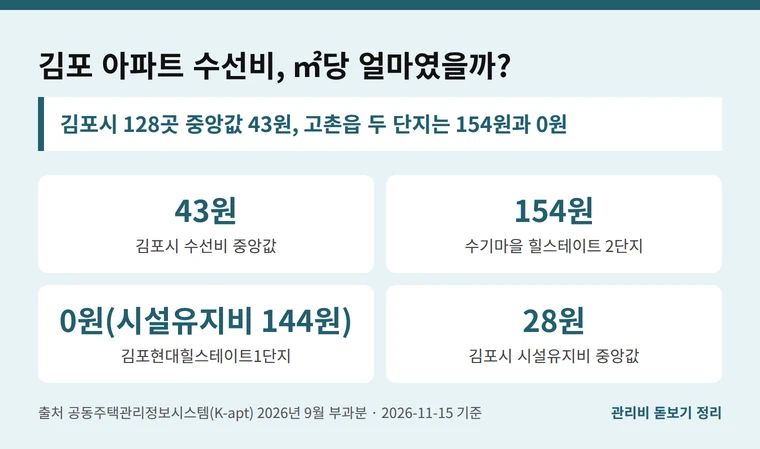 김포 아파트 수선비, ㎡당 얼마였을까?
김포시 128곳 중앙값 43원, 고촌읍 두 단지는 154원과 0원
43원
김포시 수선비 중앙값
154원
수기마을 힐스테이트 2단지
0원(시설유지비 144원)
김포현대힐스테이트1단지
28원
김포시 시설유지비 중앙값
출처 공동주택관리정보시스템(K-apt) 2026년 9월 부과분 · 2026-11-15 기준
관리비 돋보기 정리